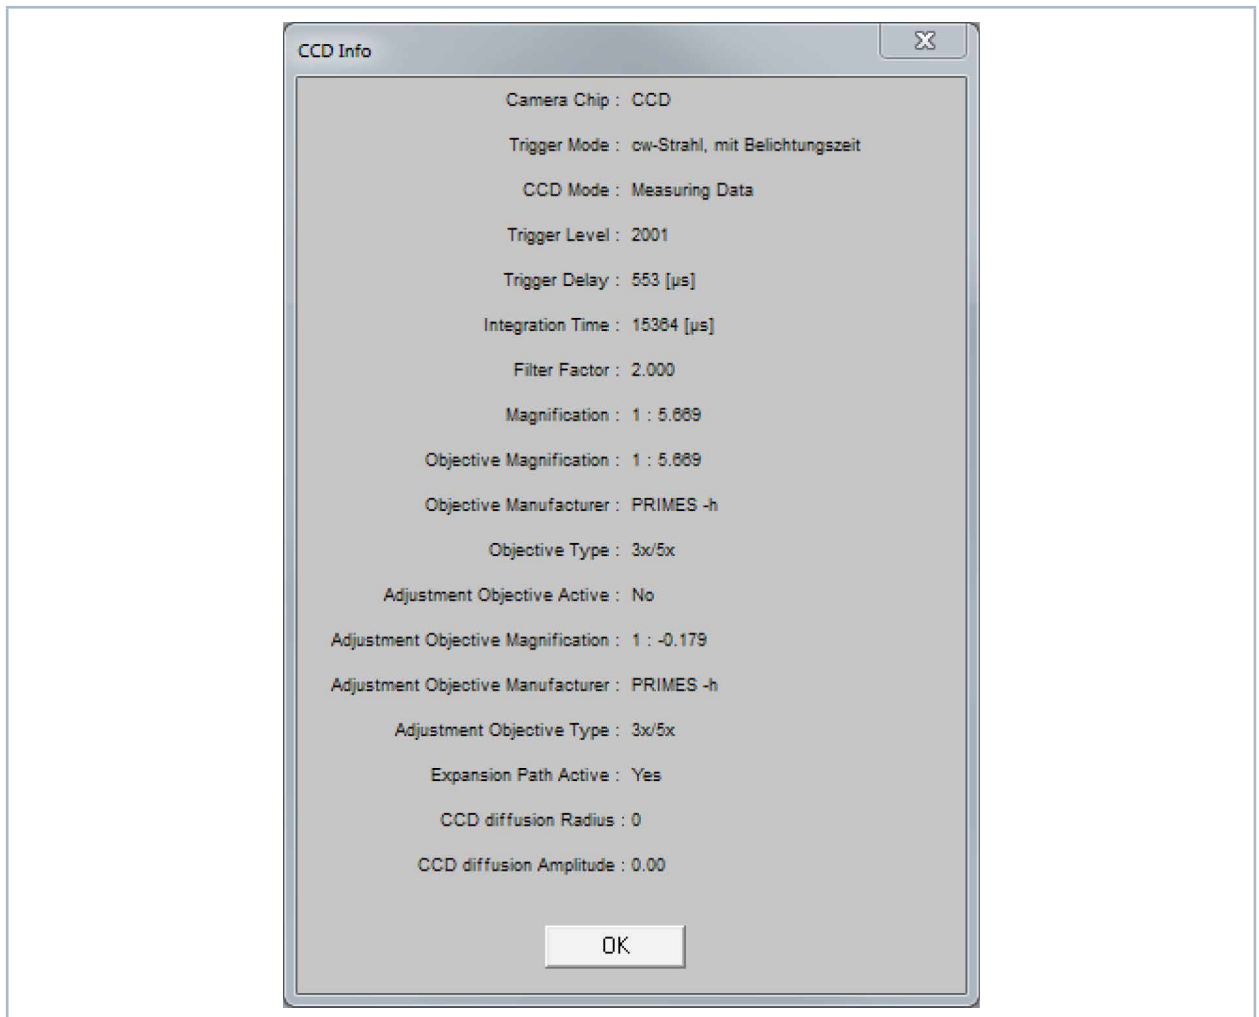 CCD Info
Camera Chip : CCD
Trigger Mode : cw-Strahl, mit Belichtungszeit
CCD Mode : Measuring Data
Trigger Level : 2001
Trigger Delay : 553 [µs]
Integration Time : 15364 [µs]
Filter Factor : 2.000
Magnification : 1 : 5.669
Objective Magnification : 1 : 5.669
Objective Manufacturer : PRIMES -h
Objective Type : 3x/5x
Adjustment Objective Active : No
Adjustment Objective Magnification : 1 : -0.179
Adjustment Objective Manufacturer : PRIMES -h
Adjustment Objective Type : 3x/5x
Expansion Path Active : Yes
CCD diffusion Radius : 0
CCD diffusion Amplitude : 0.00
OK